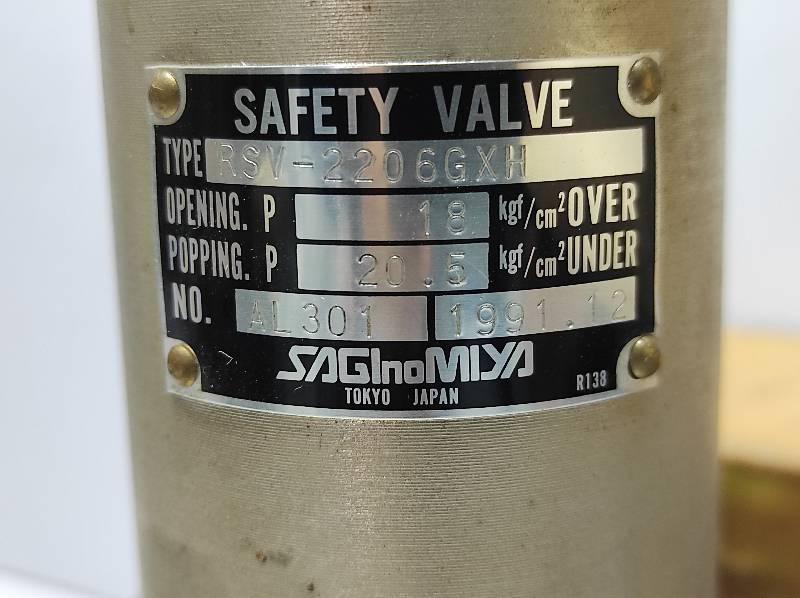 SAFETY VALVE
TYPE RSV-2206GXH
OPENING. P 18 kgf/cm² OVER
POPPING. P 20.5 kgf/cm² UNDER
NO. AL301 1991.12
SAGInoMIYA
TOKYO JAPAN R138